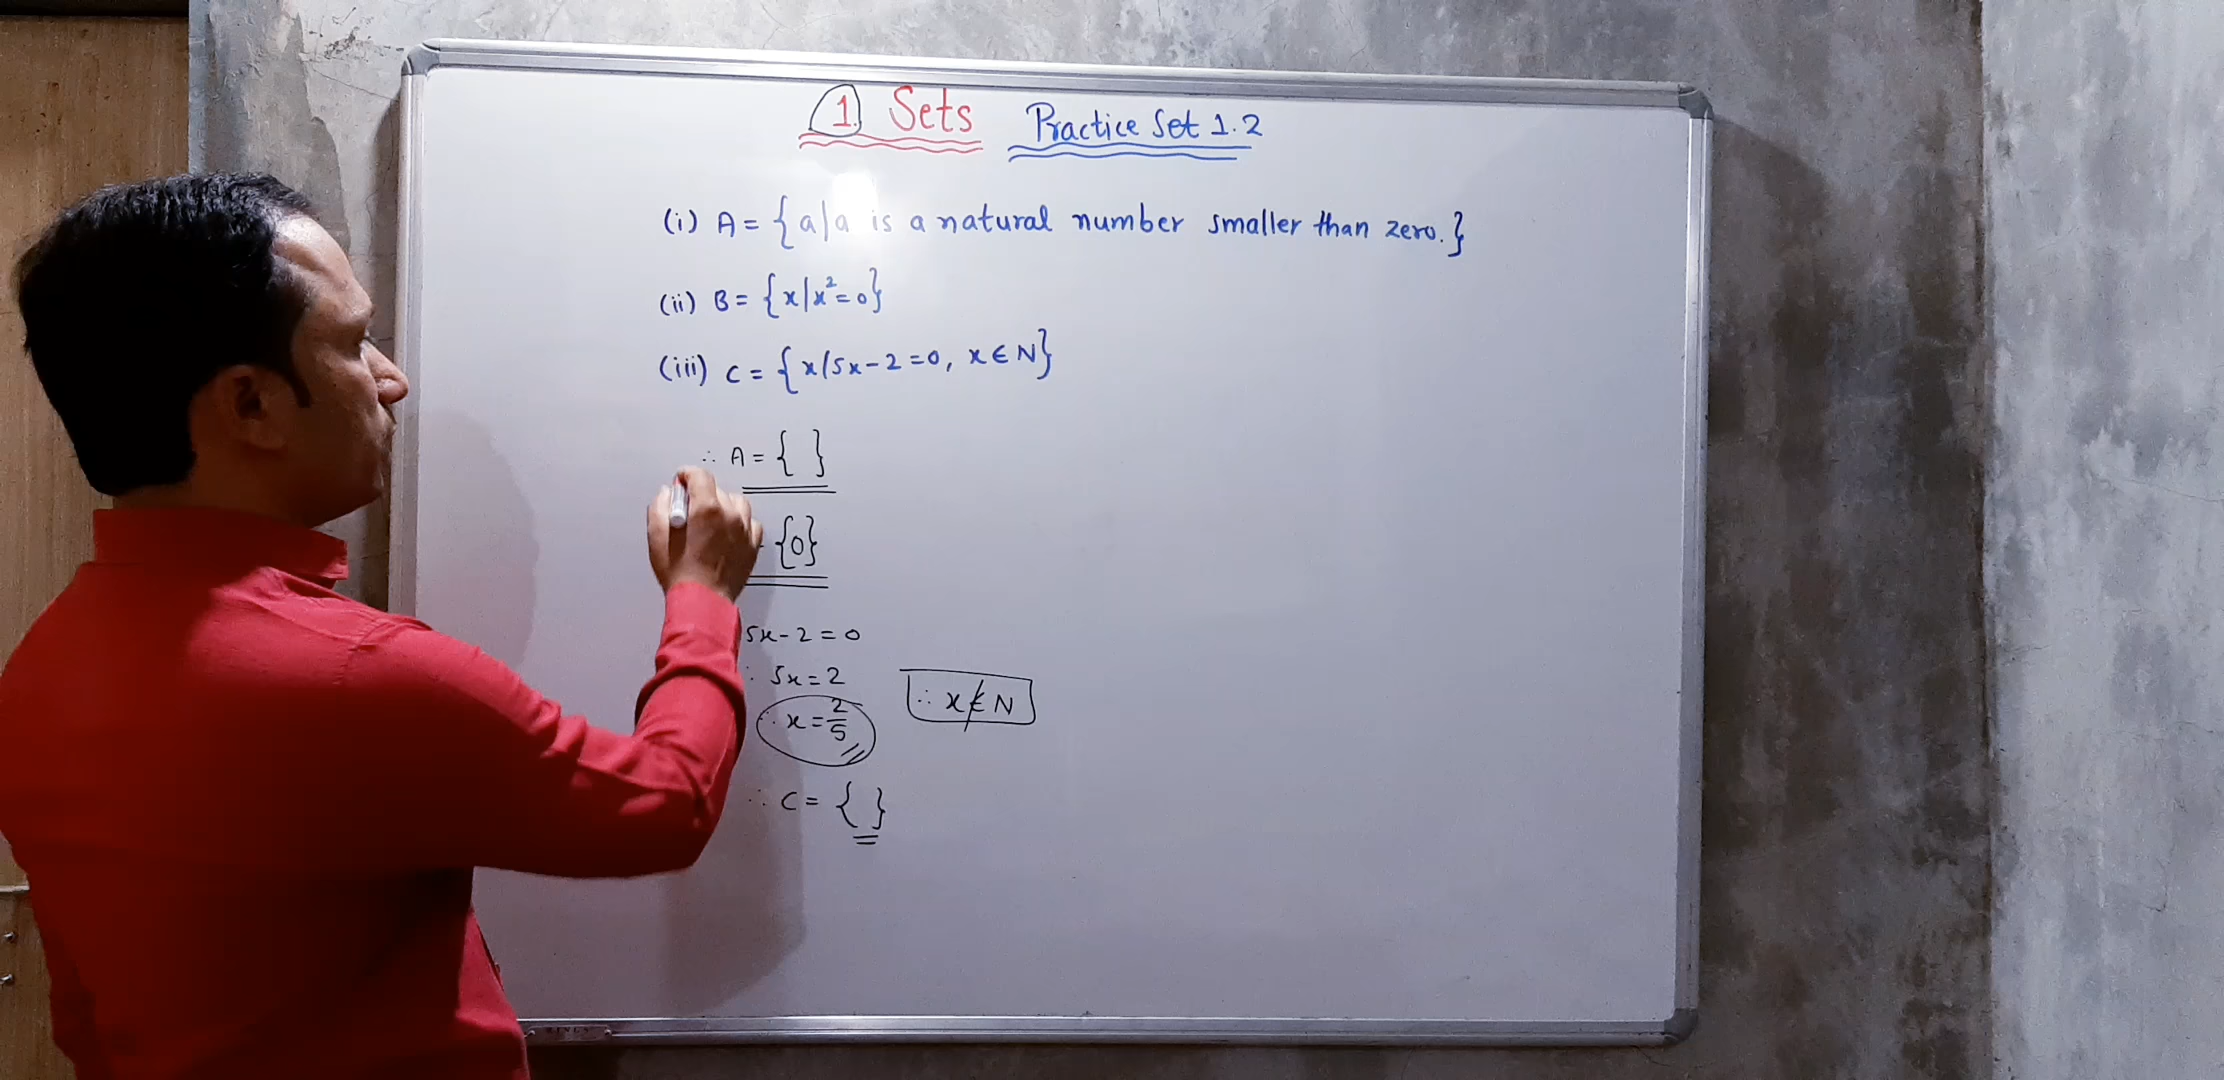 1. Sets Practice Set 1.2
(i) A = {a/a is a natural number smaller than zero.}
(ii) B = {x/x²=0}
(iii) C = {x/5x-2=0, x∈N}
∴ A = { }
= {0}
5x-2=0
∴ 5x=2
∴ x=2/5
∴ x∉N
∴ C = { }